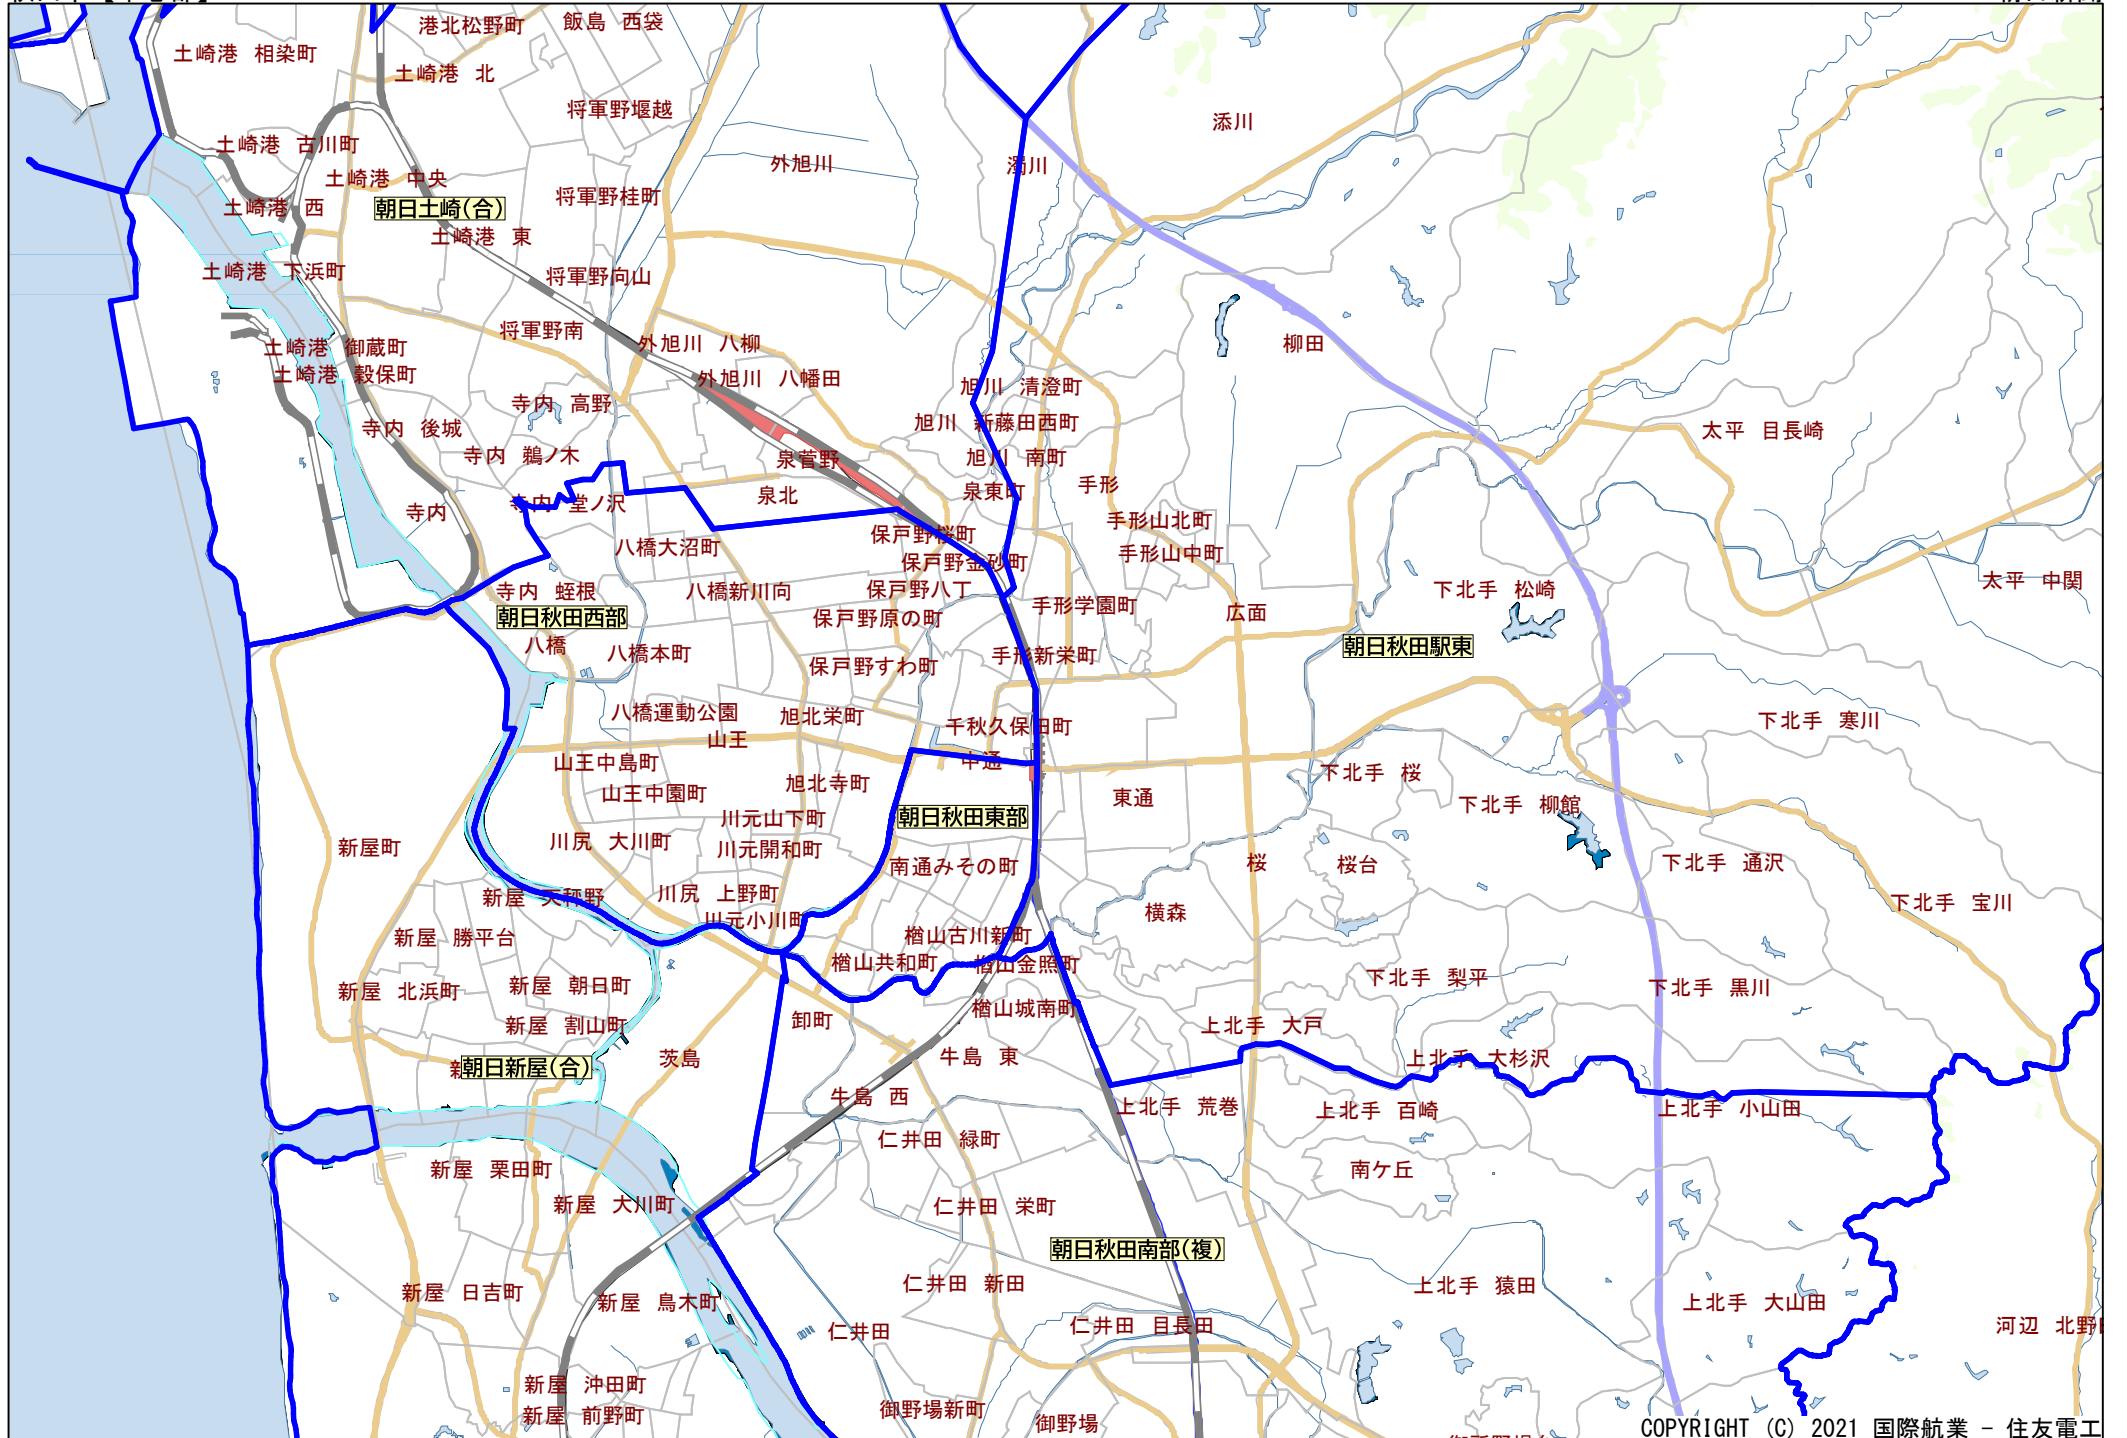 港北松野町
飯島 西袋
土崎港 相染町
土崎港 北
将軍野堰越
添川
土崎港 古川町
外旭川
濁川
土崎港 中央
将軍野桂町
土崎港 西
朝日土崎(合)
土崎港 東
土崎港 下浜町
将軍野向山
将軍野南
外旭川 八柳
柳田
土崎港 御蔵町
土崎港 穀保町
外旭川 八幡田
旭川 清澄町
寺内 高野
旭川 新藤田西町
寺内 後城
太平 目長崎
寺内 鵜ノ木
泉菅野
旭川 南町
手形
泉北
泉東町
寺内 堂ノ沢
寺内
手形山北町
保戸野桜町
八橋大沼町
手形山中町
保戸野金砂町
太平 中関
寺内 蛭根
八橋新川向
保戸野八丁
下北手 松崎
手形学園町
広面
朝日秋田西部
保戸野原の町
八橋
八橋本町
朝日秋田駅東
手形新栄町
保戸野すわ町
八橋運動公園
旭北栄町
千秋久保田町
下北手 寒川
山王
山王中島町
中通
下北手 桜
旭北寺町
山王中園町
東通
下北手 柳館
川元山下町
朝日秋田東部
新屋町
川尻 大川町
川元開和町
南通みその町
桜
桜台
下北手 通沢
川尻 上野町
新屋 天秤野
下北手 宝川
川元小川町
横森
新屋 勝平台
楢山古川新町
楢山共和町
楢山金照町
下北手 梨平
新屋 北浜町
新屋 朝日町
下北手 黒川
楢山城南町
新屋 割山町
卸町
上北手 大戸
茨島
牛島 東
上北手 大杉沢
朝日新屋(合)
牛島 西
上北手 荒巻
上北手 百崎
上北手 小山田
仁井田 緑町
新屋 栗田町
南ケ丘
新屋 大川町
仁井田 栄町
朝日秋田南部(複)
仁井田 新田
上北手 猿田
新屋 日吉町
新屋 鳥木町
上北手 大山田
仁井田
仁井田 目長田
河辺 北野
新屋 沖田町
新屋 前野町
御野場新町
御野場
COPYRIGHT (C) 2021 国際航業 - 住友電工